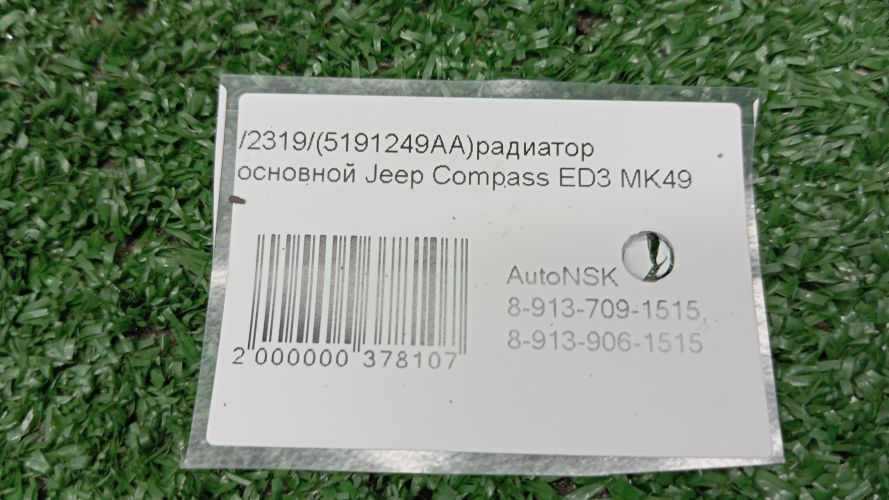 /2319/(5191249AA)радиатор
основной Jeep Compass ED3 MK49
AutoNSK
8-913-709-1515
8-913-906-1515
2 000000 378107